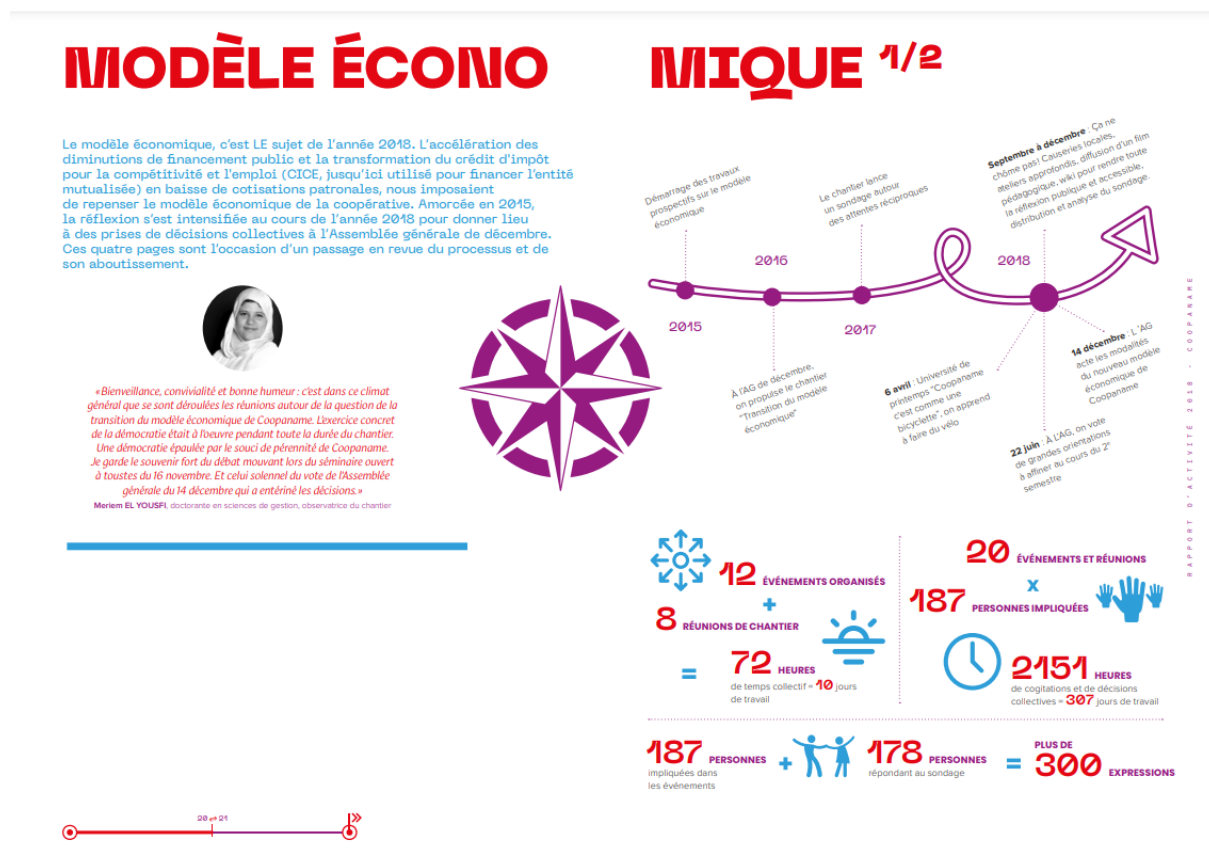 MODÈLE ÉCONO
MIQUE 1/2
Le modèle économique, c'est LE sujet de l'année 2018. L'accélération des
diminutions de financement public et la transformation du crédit d'impôt
pour la compétitivité et l'emploi (CICE, jusqu'ici utilisé pour financer l'entité
mutualisée) en baisse de cotisations patronales, nous imposaient
de repenser le modèle économique de la coopérative. Amorcée en 2015,
la réflexion s'est intensifiée au cours de l'année 2018 pour donner lieu
à des prises de décisions collectives à l'Assemblée générale de décembre.
Ces quatre pages sont l'occasion d'un passage en revue du processus et de
son aboutissement.
«Bienveillance, convivialité et bonne humeur : c'est dans ce climat
général que se sont déroulées les réunions autour de la question de la
transition du modèle économique de Coopaname. L'exercice concret
de la démocratie était à l'oeuvre pendant toute la durée du chantier.
Une démocratie épaulée par le souci de pérennité de Coopaname.
Je garde le souvenir fort du débat mouvant lors du séminaire ouvert
à toustes du 16 novembre. Et celui solennel du vote de l'Assemblée
générale du 14 décembre qui a entériné les décisions.»
Meriem EL YOUSFI, doctorante en sciences de gestion, observatrice du chantier
20 ⇌ 21
Démarrage des travaux
prospectifs sur le modèle
économique
2015
2016
À l'AG de décembre,
on propulse le chantier
"Transition du modèle
économique"
Le chantier lance
un sondage autour
des attentes réciproques
2017
2018
Septembre à décembre : Ça ne
chôme pas! Causeries locales,
ateliers approfondis, diffusion d'un film
pédagogique, wiki pour rendre toute
la réflexion publique et accessible,
distribution et analyse du sondage.
6 avril : Université de
printemps "Coopaname
c'est comme une
bicyclette", on apprend
à faire du vélo
22 juin : À L'AG, on vote
de grandes orientations
à affiner au cours du 2°
semestre
14 décembre : L 'AG
acte les modalités
du nouveau modèle
économique de
Coopaname
RAPPORT D'ACTIVITÉ 2018 - COOPANAME
12 ÉVÉNEMENTS ORGANISÉS
+
8 RÉUNIONS DE CHANTIER
= 72 HEURES
de temps collectif = 10 jours
de travail
20 ÉVÉNEMENTS ET RÉUNIONS
x
187 PERSONNES IMPLIQUÉES
2151 HEURES
de cogitations et de décisions
collectives = 307 jours de travail
187 PERSONNES
impliquées dans
les événements
+
178 PERSONNES
répondant au sondage
=
PLUS DE
300 EXPRESSIONS